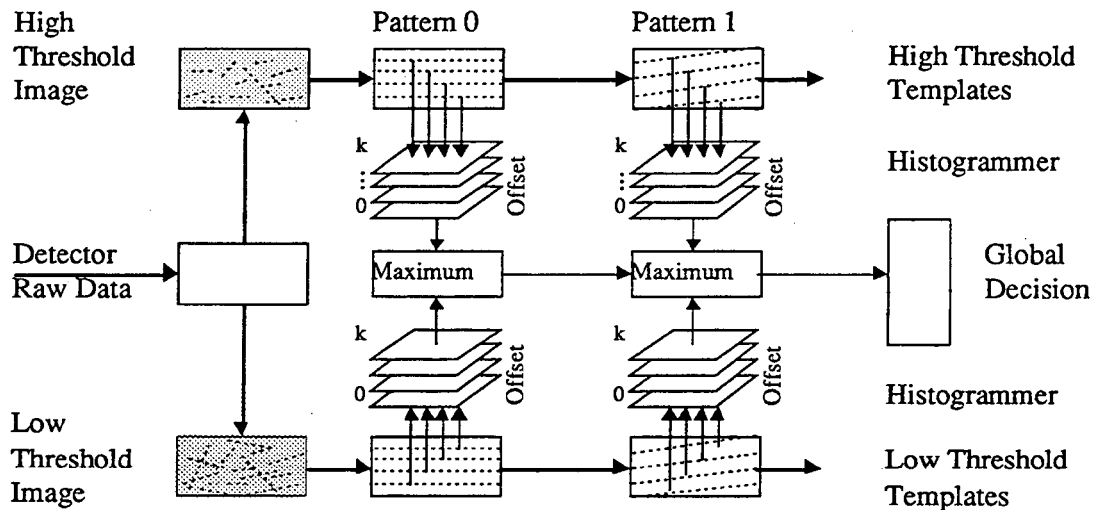 High
Threshold
Image
Pattern 0
Pattern 1
High Threshold
Templates
k
...
0
Offset
k
...
0
Offset
Histogrammer
Detector
Raw Data
Maximum
Maximum
Global
Decision
k
0
Offset
k
0
Offset
Histogrammer
Low
Threshold
Image
Low Threshold
Templates